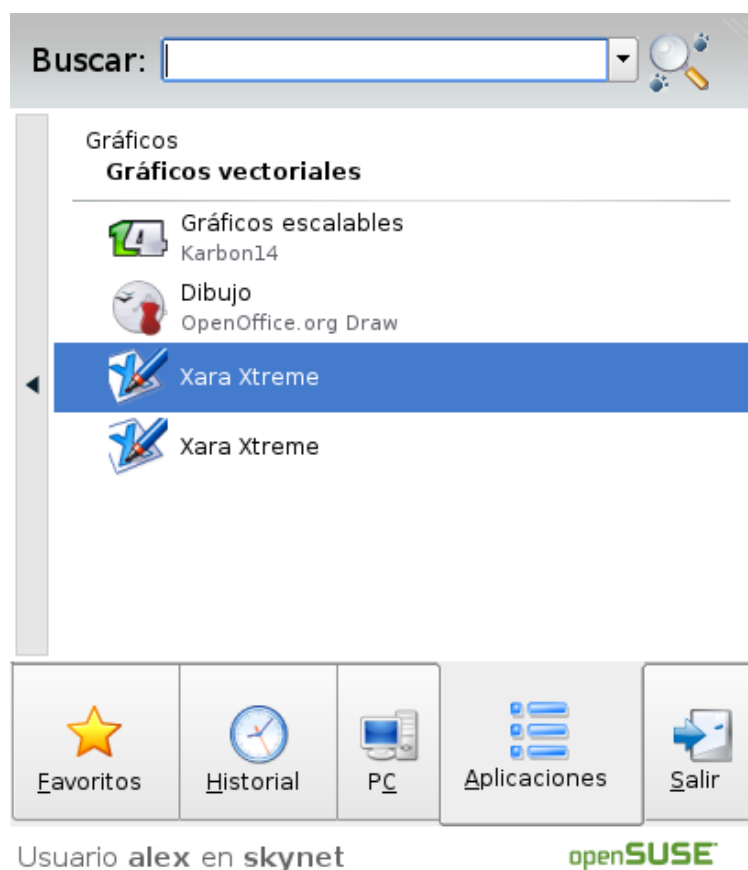 Buscar:
Gráficos
Gráficos vectoriales
Gráficos escalables
Karbon14
Dibujo
OpenOffice.org Draw
Xara Xtreme
Xara Xtreme
Favoritos
Historial
PC
Aplicaciones
Salir
Usuario alex en skynet
openSUSE